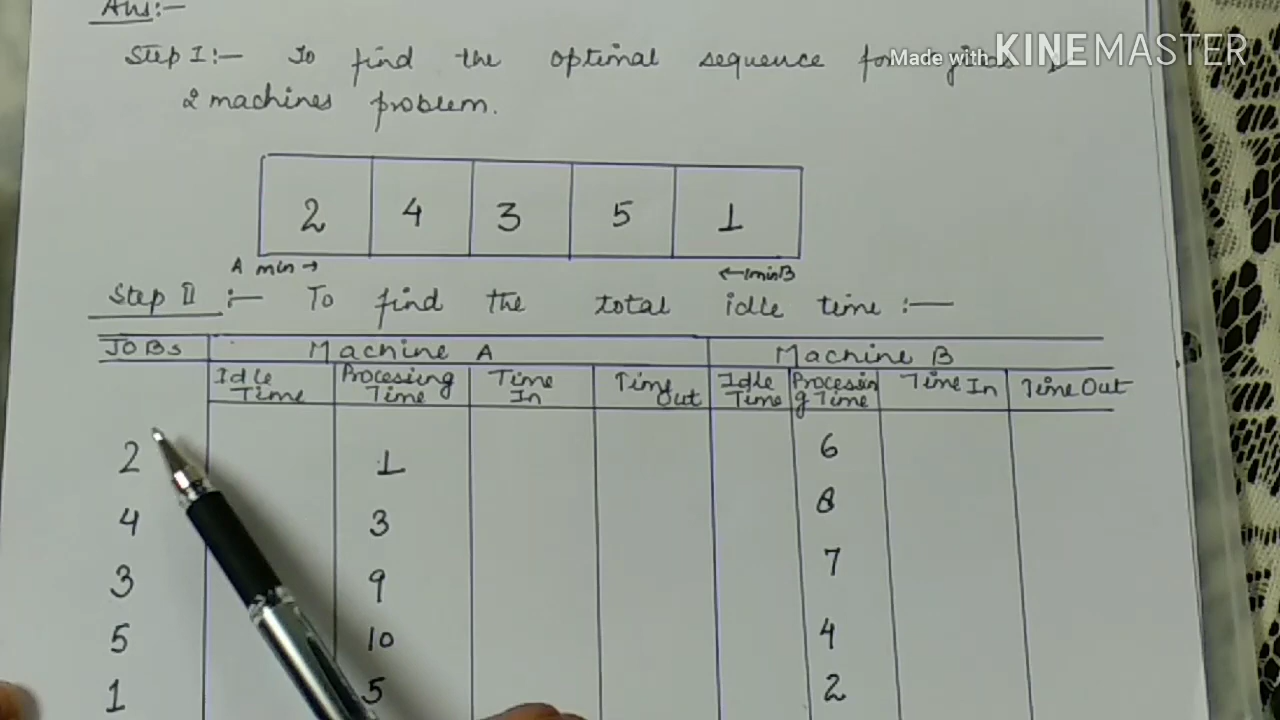 Ans:-
Made with KINEMASTER
Step I:- To find the optimal sequence for
2 machines problem.
2 4 3 5 1
A min→ ←minB
Step II :— To find the total idle time :—
JOBs Machine A Machine B
Idle Time Procesing Time Time In Time Out Idle Time Processing Time Time In Time Out
2 1 6
4 3 8
3 9 7
5 10 4
1 5 2